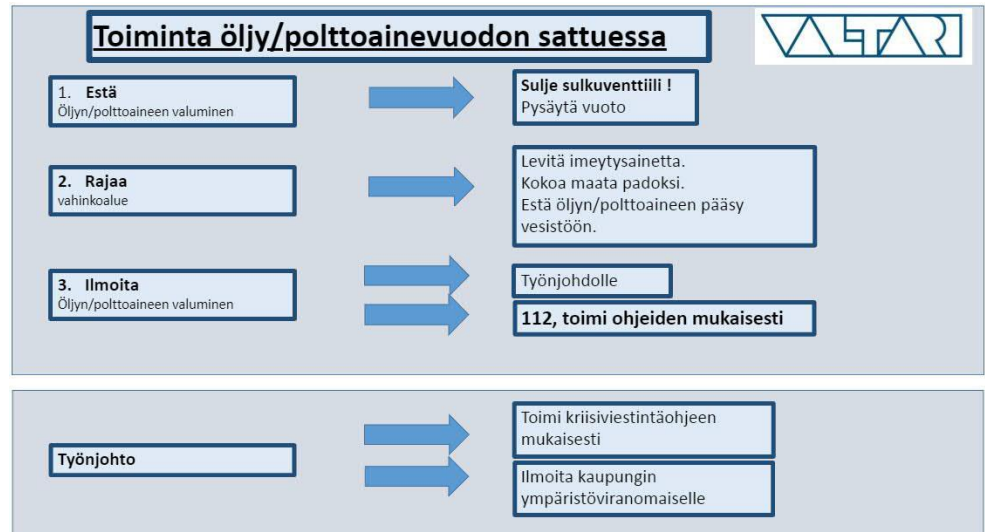 Toiminta öljy/polttoainevuodon sattuessa
VALTARI
1. Estä
Öljyn/polttoaineen valuminen
Sulje sulkuventtiili !
Pysäytä vuoto
2. Rajaa
vahinkoalue
Levitä imeytysainetta.
Kokoa maata padoksi.
Estä öljyn/polttoaineen pääsy
vesistöön.
3. Ilmoita
Öljyn/polttoaineen valuminen
Työnjohdolle
112, toimi ohjeiden mukaisesti
Työnjohto
Toimi kriisiviestintäohjeen
mukaisesti
Ilmoita kaupungin
ympäristöviranomaiselle